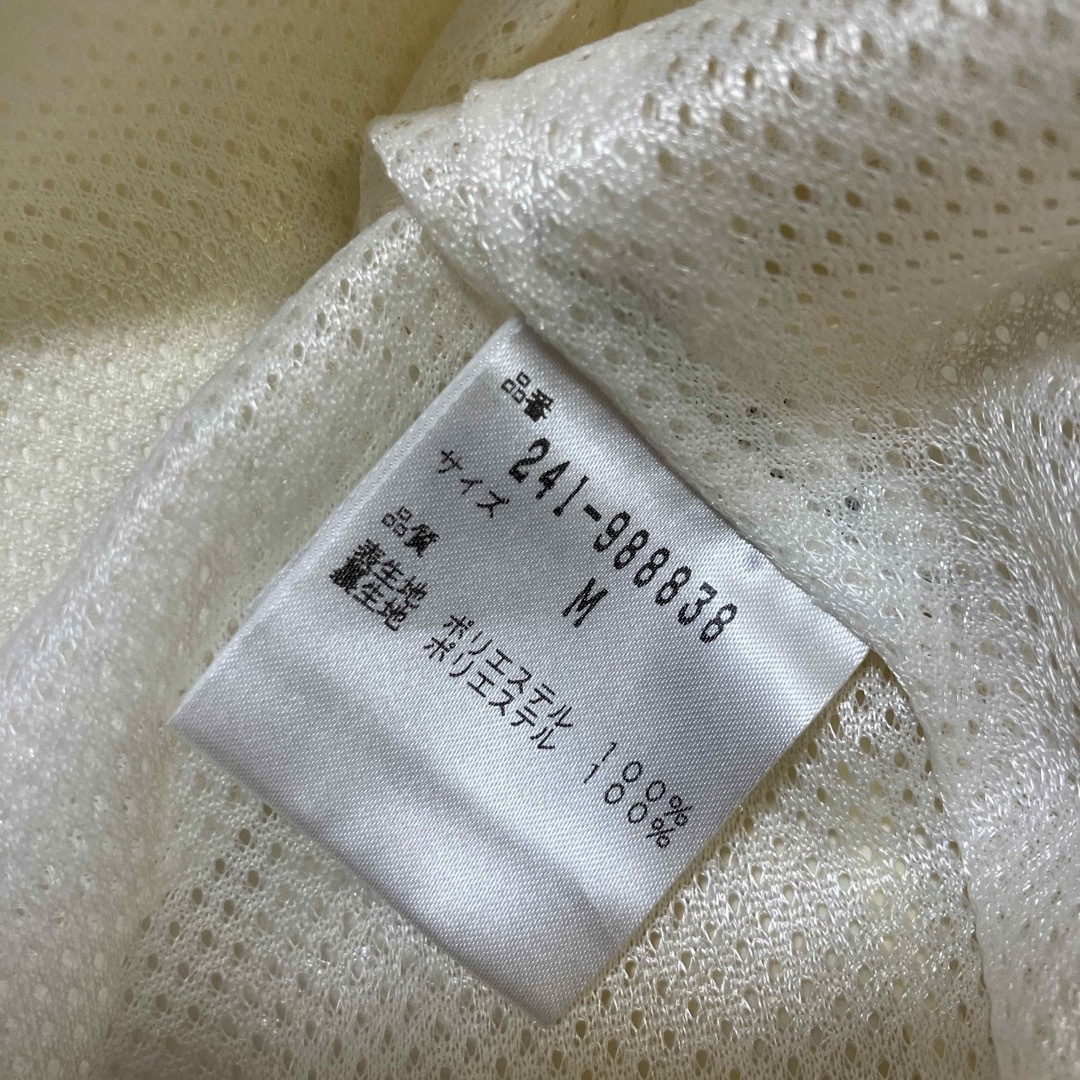 品番
241-988838
サイズ M
品質
表生地 ポリエステル 100%
裏生地 ポリエステル 100%